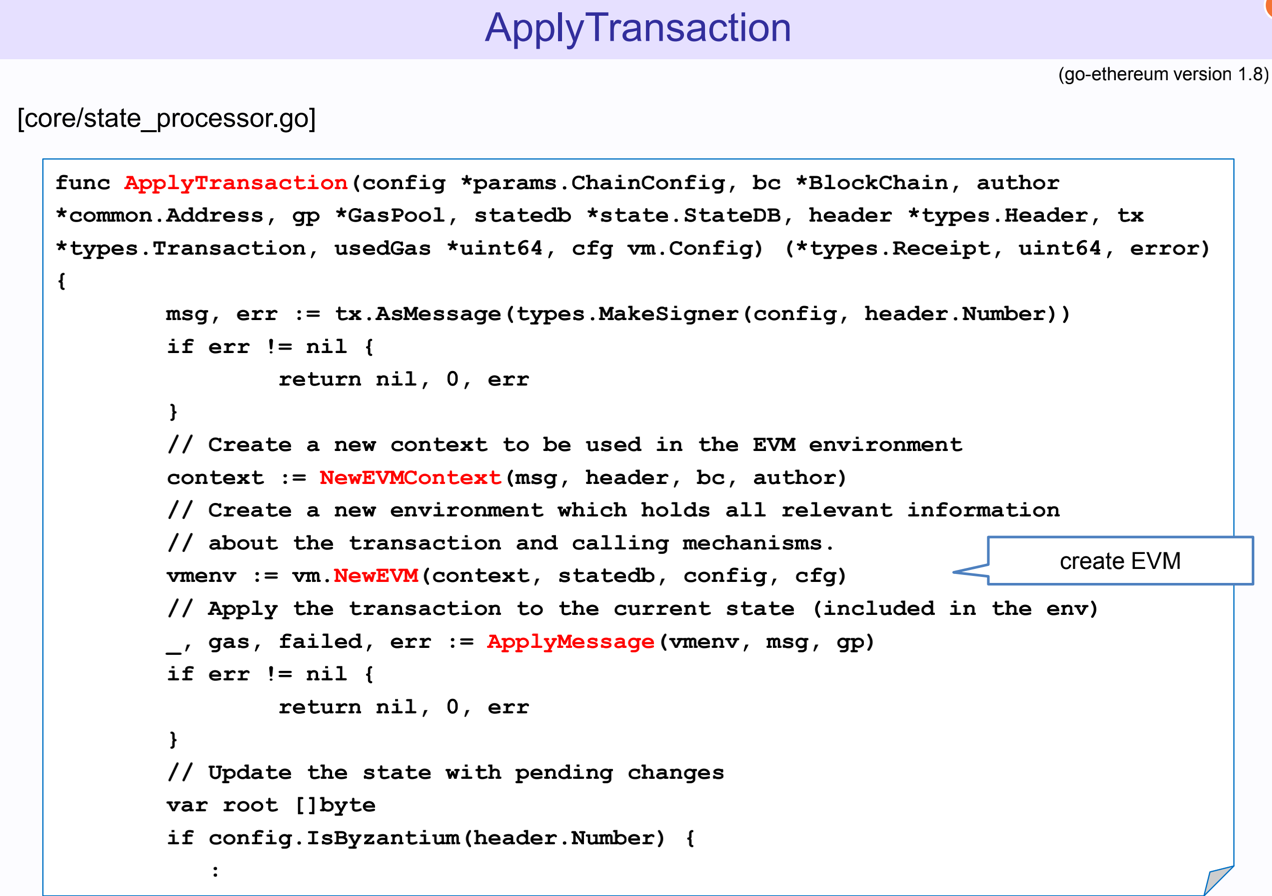 ApplyTransaction
(go-ethereum version 1.8)
[core/state_processor.go]
func ApplyTransaction(config *params.ChainConfig, bc *BlockChain, author
*common.Address, gp *GasPool, statedb *state.StateDB, header *types.Header, tx
*types.Transaction, usedGas *uint64, cfg vm.Config) (*types.Receipt, uint64, error)
{
        msg, err := tx.AsMessage(types.MakeSigner(config, header.Number))
        if err != nil {
                return nil, 0, err
        }
        // Create a new context to be used in the EVM environment
        context := NewEVMContext(msg, header, bc, author)
        // Create a new environment which holds all relevant information
        // about the transaction and calling mechanisms.
        vmenv := vm.NewEVM(context, statedb, config, cfg)
create EVM
        // Apply the transaction to the current state (included in the env)
        _, gas, failed, err := ApplyMessage(vmenv, msg, gp)
        if err != nil {
                return nil, 0, err
        }
        // Update the state with pending changes
        var root []byte
        if config.IsByzantium(header.Number) {
           :